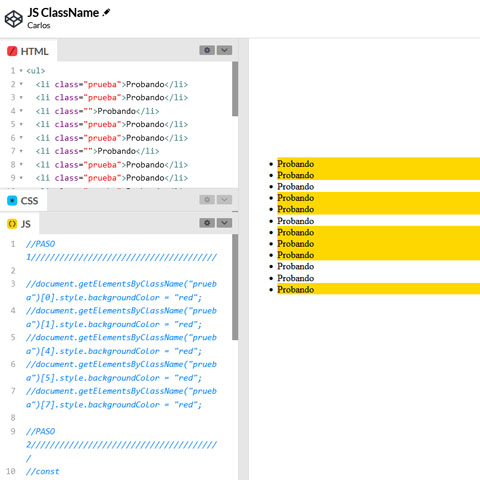 JS ClassName
Carlos
HTML
1 <ul>
2 <li class="prueba">Probando</li>
3 <li class="prueba">Probando</li>
4 <li class="">Probando</li>
5 <li class="prueba">Probando</li>
6 <li class="prueba">Probando</li>
7 <li class="">Probando</li>
8 <li class="prueba">Probando</li>
9 <li class="prueba">Probando</li>
CSS
JS
1 //PASO
1///////////////////////////////////////
2
3 //document.getElementsByClassName("prueb
a")[0].style.backgroundColor = "red";
4 //document.getElementsByClassName("prueb
a")[1].style.backgroundColor = "red";
5 //document.getElementsByClassName("prueb
a")[4].style.backgroundColor = "red";
6 //document.getElementsByClassName("prueb
a")[5].style.backgroundColor = "red";
7 //document.getElementsByClassName("prueb
a")[7].style.backgroundColor = "red";
8
9 //PASO
2///////////////////////////////////////
/
10 //const
Probando
Probando
Probando
Probando
Probando
Probando
Probando
Probando
Probando
Probando
Probando
Probando